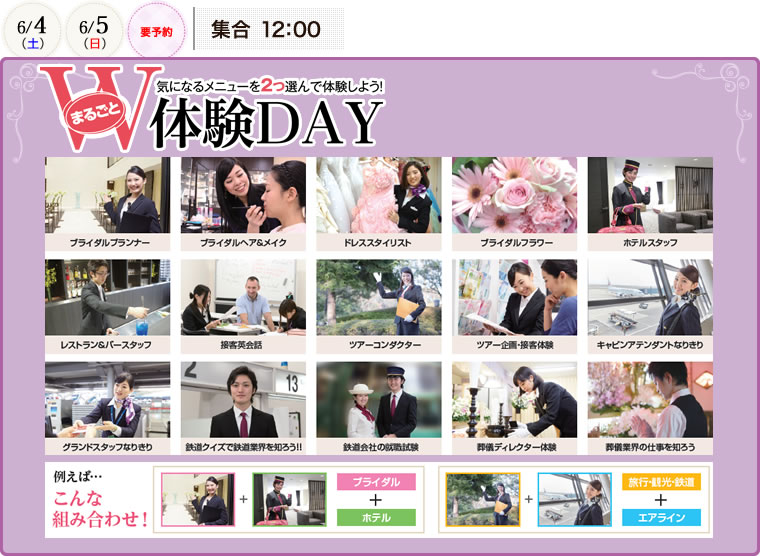 6/4
(土)
6/5
(日)
要予約
集合 12:00
W
まるごと
気になるメニューを2つ選んで体験しよう!
体験DAY
ブライダルプランナー
ブライダルヘア&メイク
ドレススタイリスト
ブライダルフラワー
ホテルスタッフ
レストラン&バースタッフ
接客英会話
ツアーコンダクター
ツアー企画・接客体験
キャビンアテンダントなりきり
2
13
グランドスタッフなりきり
鉄道クイズで鉄道業界を知ろう!!
鉄道会社の就職試験
葬儀ディレクター体験
葬儀業界の仕事を知ろう
例えば…
こんな
組み合わせ!
+
ブライダル
+
ホテル
+
旅行・観光・鉄道
+
エアライン